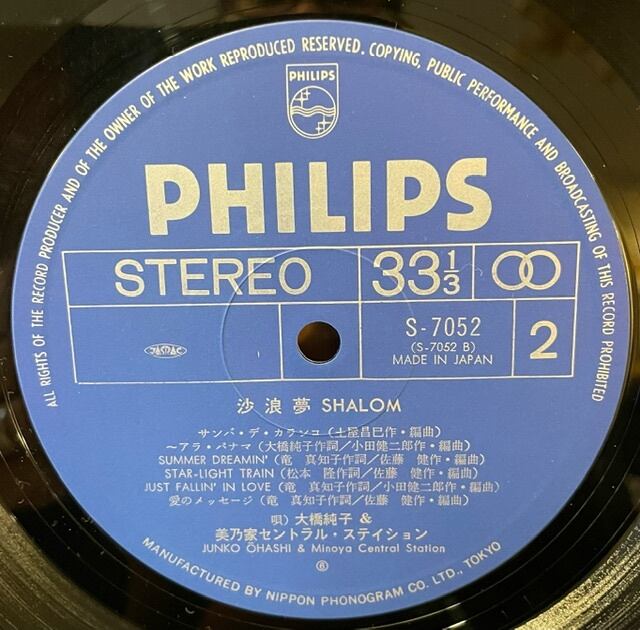 ALL RIGHTS OF THE RECORD PRODUCER AND OF THE OWNER OF THE WORK REPRODUCED RESERVED. COPYING, PUBLIC PERFORMANCE AND BROADCASTING OF THIS RECORD PROHIBITED
PHILIPS
PHILIPS
STEREO 33 1/3
JASRAC
S-7052
(S-7052 B)
MADE IN JAPAN
2
沙浪夢 SHALOM
サンバ・デ・カランコ (土屋昌巳作・編曲)
〜アラ・パナマ (大橋純子作詞/小田健二郎作・編曲)
SUMMER DREAMIN' (竜 真知子作詞/佐藤 健作・編曲)
STAR-LIGHT TRAIN (松本 隆作詞/佐藤 健作・編曲)
JUST FALLIN' IN LOVE (竜 真知子作詞/小田健二郎作・編曲)
愛のメッセージ (竜 真知子作詞/佐藤 健作・編曲)
唄) 大橋純子 &
美乃家セントラル・ステイション
JUNKO ŌHASHI & Minoya Central Station
MANUFACTURED BY NIPPON PHONOGRAM CO. LTD., TOKYO